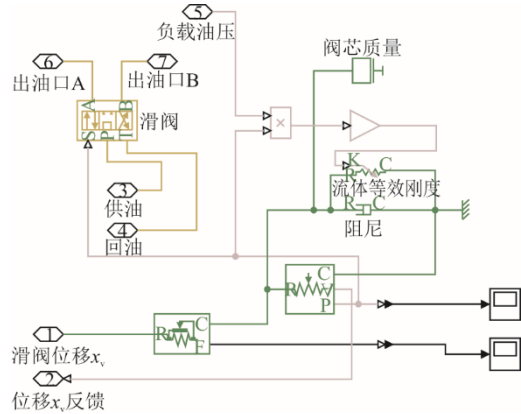 5
负载油压
阀芯质量
6
7
出油口A
出油口B
A B
滑阀
S P T
×
K
R C
流体等效刚度
R C
阻尼
3
供油
4
回油
C
R V
P
1
R C
F
滑阀位移xv
2
位移xv反馈